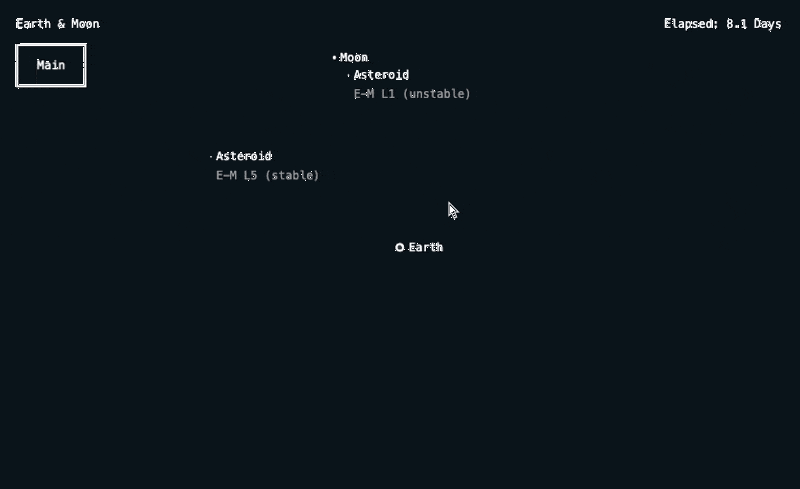 Earth & Moon
Elapsed: 8.1 Days
Main
Moon
Asteroid
E-M L1 (unstable)
Asteroid
E-M L5 (stable)
Earth